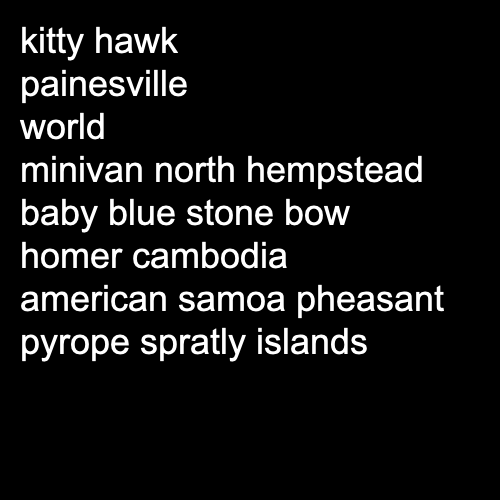 kitty hawk
painesville
world
minivan north hempstead
baby blue stone bow
homer cambodia
american samoa pheasant
pyrope spratly islands